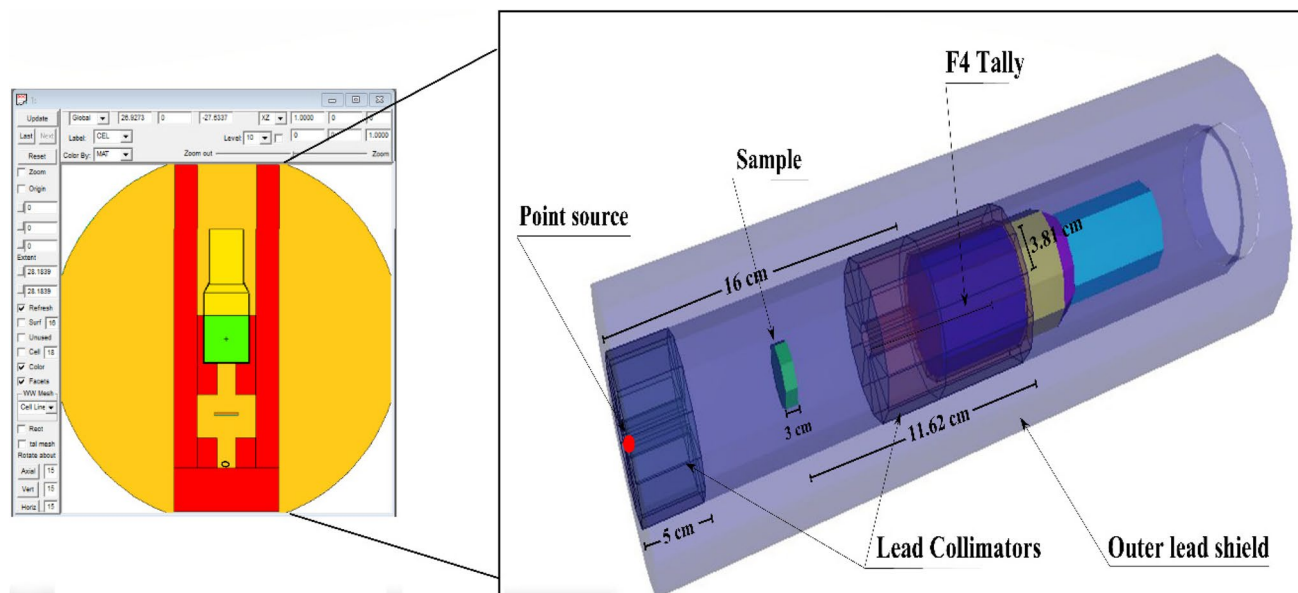 Update
Global
26.9273
0
-27.5337
XZ
1.0000
0
0
Last
Next
Label:
CEL
Level:
10
0
0
1.0000
Reset
Color By:
MAT
Zoom out
Zoom
Zoom
Origin
0
0
0
Extent
28.1839
28.1839
Refresh
Surf
16
Unused
Cell
18
Color
Facets
WW Mesh
Cell Line
Rect
tal mesh
Rotate about
Axial
15
Vert
15
Horiz
15
F4 Tally
Sample
Point source
16 cm
3.81 cm
3 cm
11.62 cm
5 cm
Lead Collimators
Outer lead shield